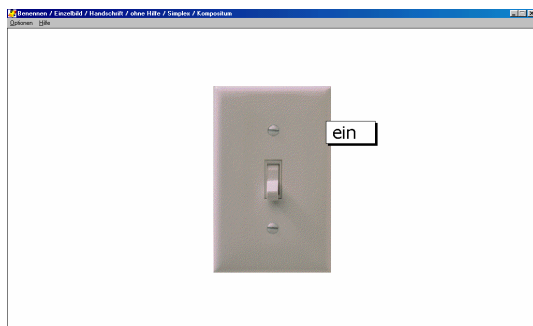 Benennen / Einzelbild / Handschrift / ohne Hilfe / Simplex / Kompositum
Optionen Hilfe
ein